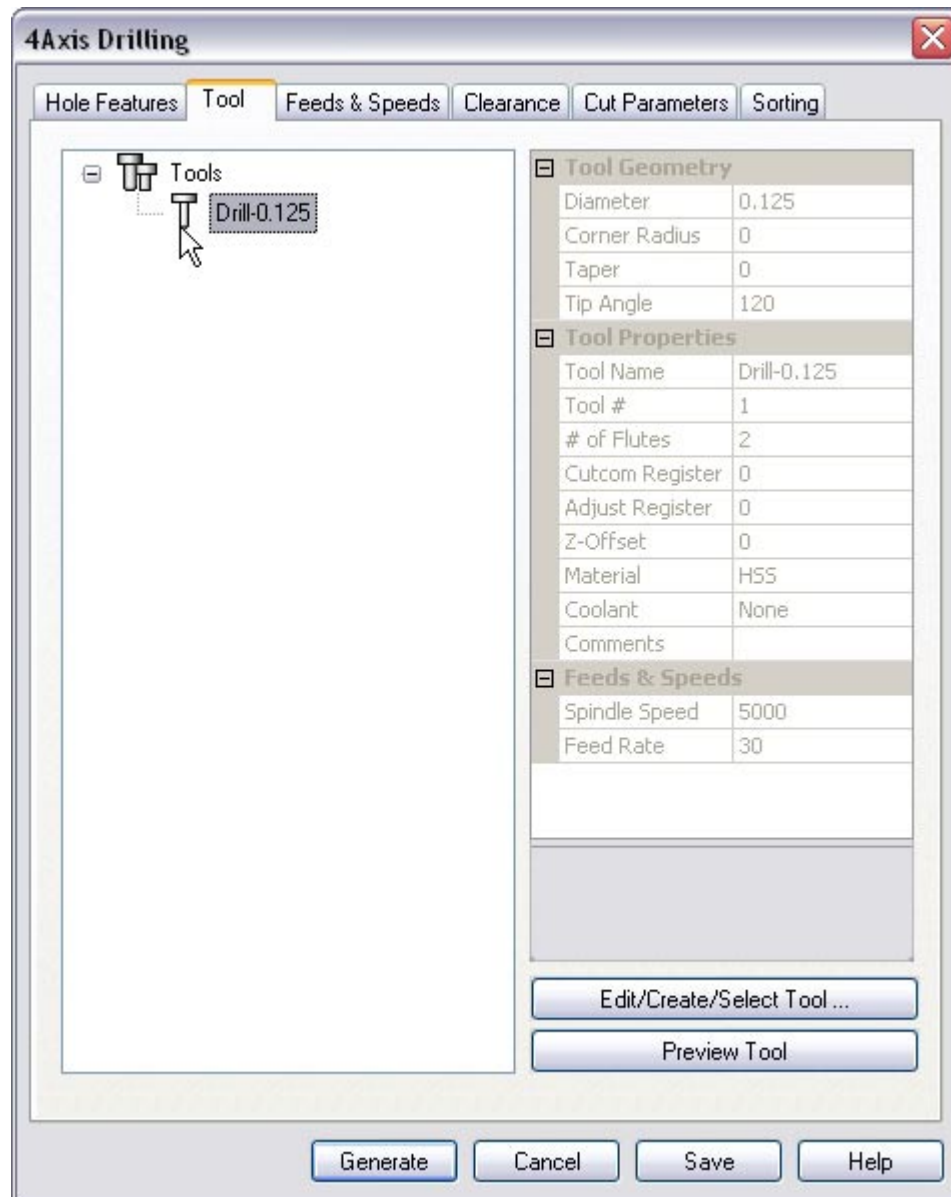 4Axis Drilling
Hole Features Tool Feeds & Speeds Clearance Cut Parameters Sorting
Tools
Drill-0.125
Tool Geometry
Diameter 0.125
Corner Radius 0
Taper 0
Tip Angle 120
Tool Properties
Tool Name Drill-0.125
Tool # 1
# of Flutes 2
Cutcom Register 0
Adjust Register 0
Z-Offset 0
Material HSS
Coolant None
Comments
Feeds & Speeds
Spindle Speed 5000
Feed Rate 30
Edit/Create/Select Tool ...
Preview Tool
Generate Cancel Save Help